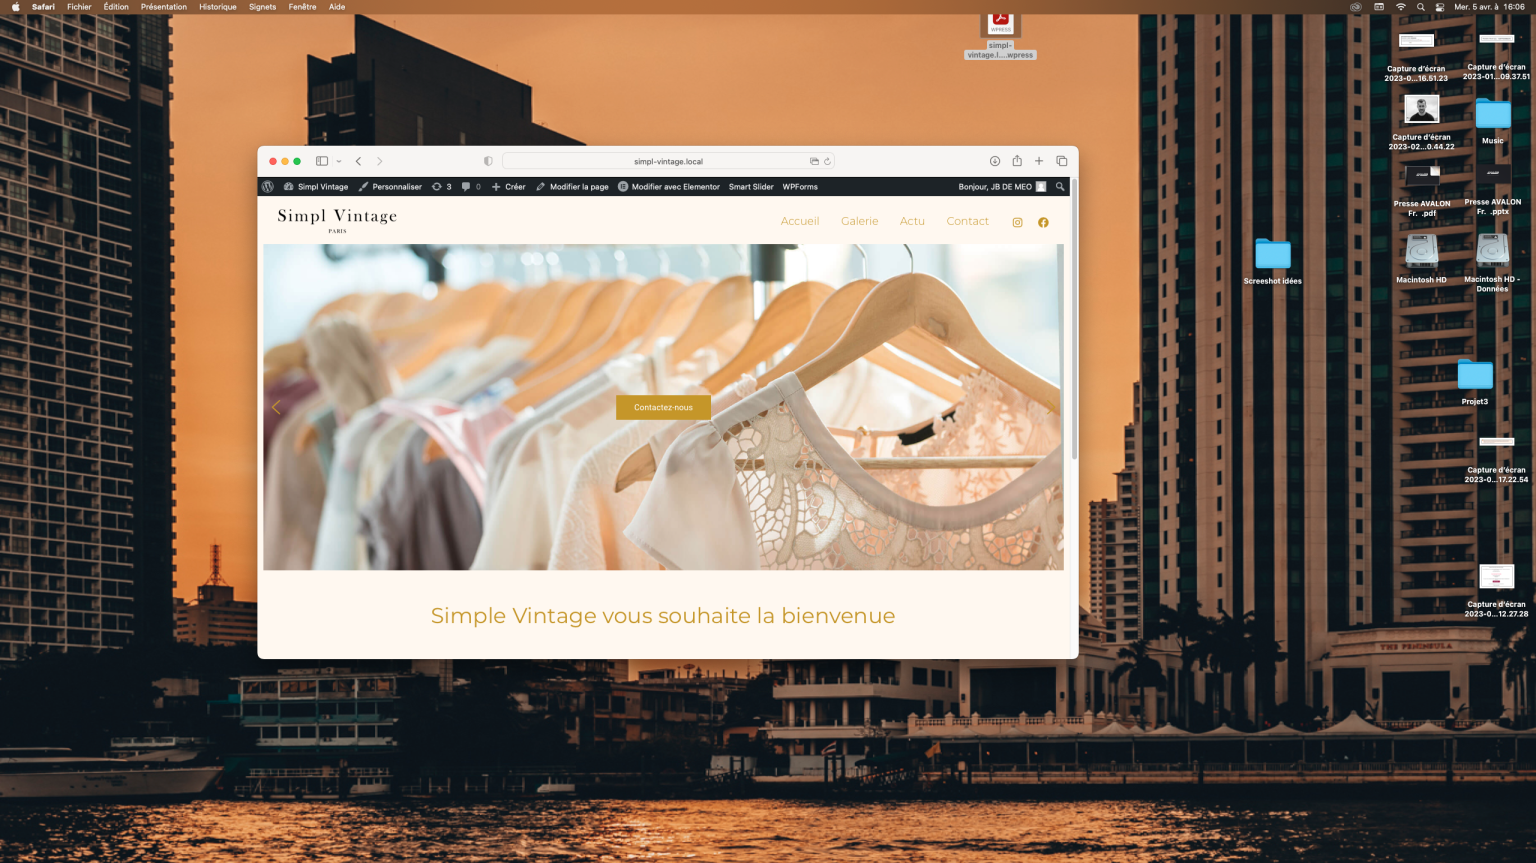 Safari Fichier Édition Présentation Historique Signets Fenêtre Aide
Mer. 5 avr. à 16:06
WPRESS
simpl-
vintage.l....wpress
Capture d'écran
2023-0...16.51.23
Capture d'écran
2023-01...09.37.51
Capture d'écran
2023-02...0.44.22
Music
Presse AVALON
Fr. .pdf
Presse AVALON
Fr. .pptx
Macintosh HD
Macintosh HD -
Données
Screeshot idées
Projet3
Capture d'écran
2023-0...17.22.54
Capture d'écran
2023-0...12.27.28
simpl-vintage.local
Simpl Vintage Personnaliser 3 0 Créer Modifier la page Modifier avec Elementor Smart Slider WPForms Bonjour, JB DE MEO
Simpl Vintage
PARIS
Accueil Galerie Actu Contact
Contactez-nous
Simple Vintage vous souhaite la bienvenue
THE PENINSULA